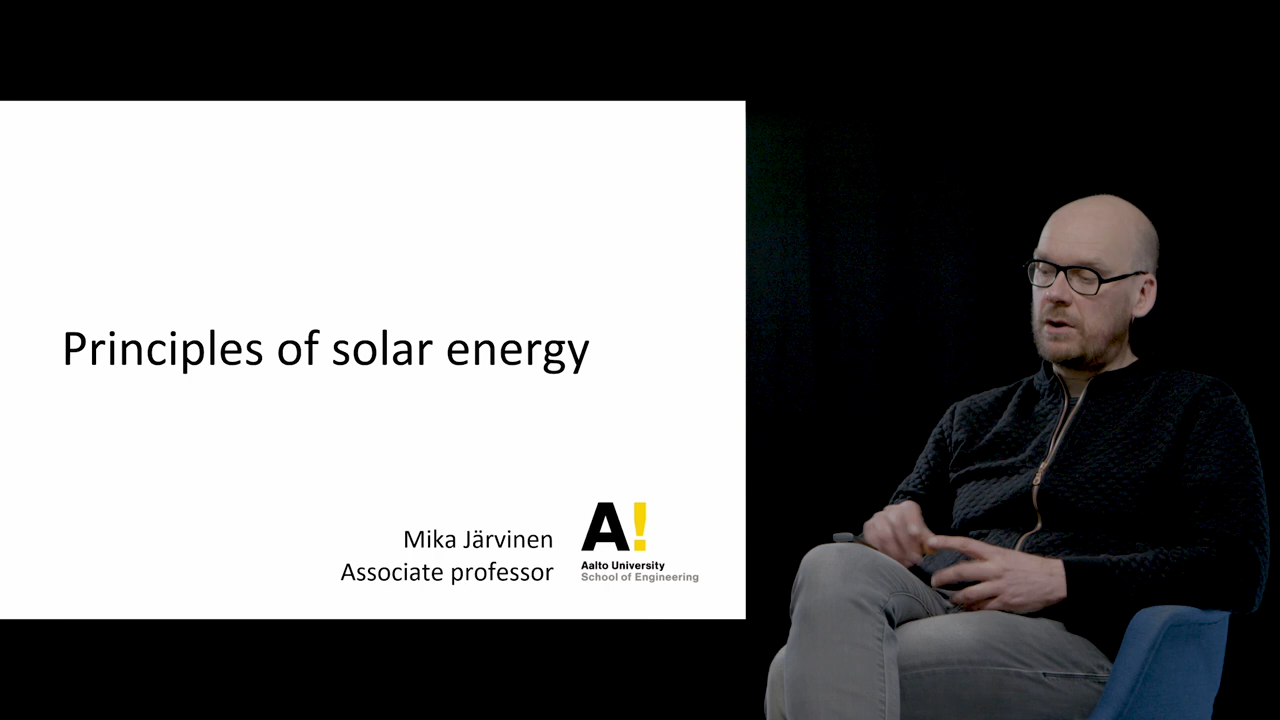 Principles of solar energy
Mika Järvinen
Associate professor
A!
Aalto University
School of Engineering